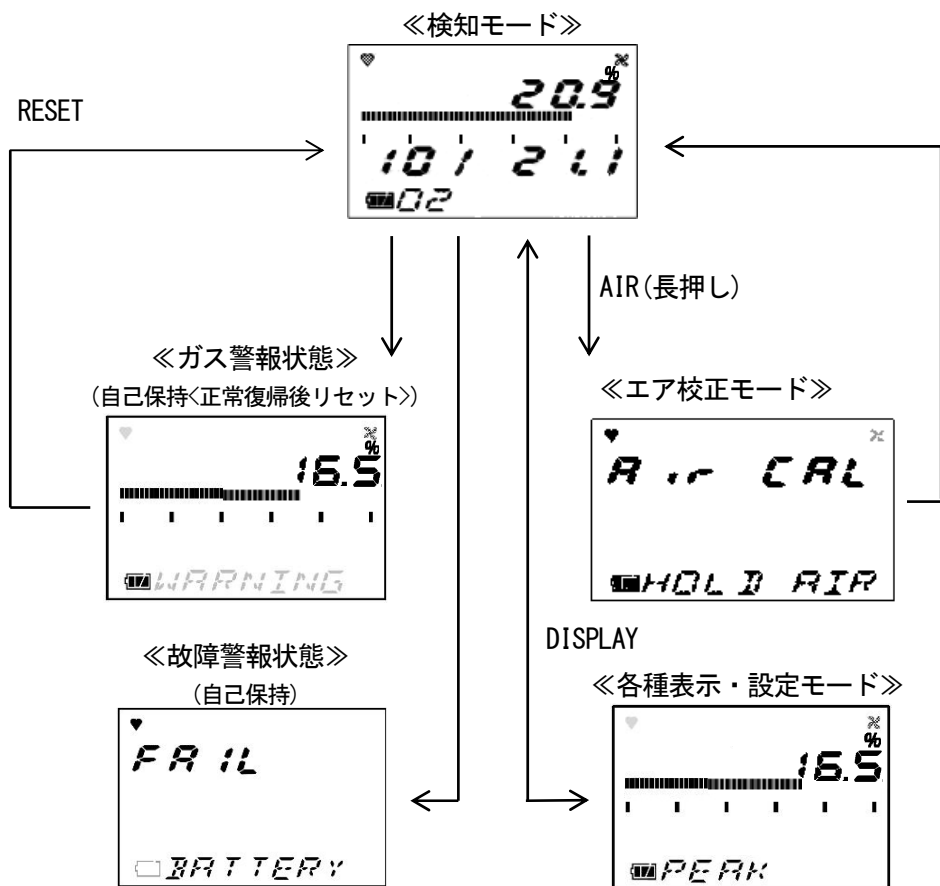 ≪検知モード≫
%
20.9
101 21.1
O2
RESET
AIR(長押し)
≪ガス警報状態≫
(自己保持<正常復帰後リセット>)
%
16.5
WARNING
≪エア校正モード≫
Air CAL
HOLD AIR
DISPLAY
≪故障警報状態≫
(自己保持)
FAIL
BATTERY
≪各種表示・設定モード≫
%
16.5
PEAK